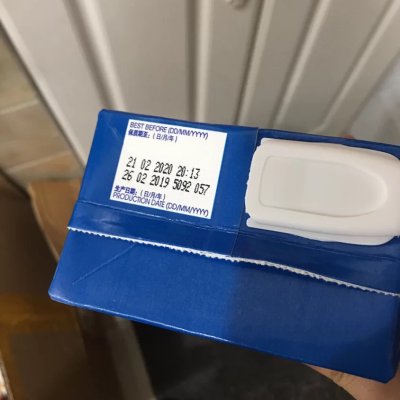 BEST BEFORE (DD/MM/YYYY)
保质期至：（日/月/年）
21 02 2020 20:13
26 02 2019 5092 057
生产日期：（日/月/年）
PRODUCTION DATE (DD/MM/YYYY)